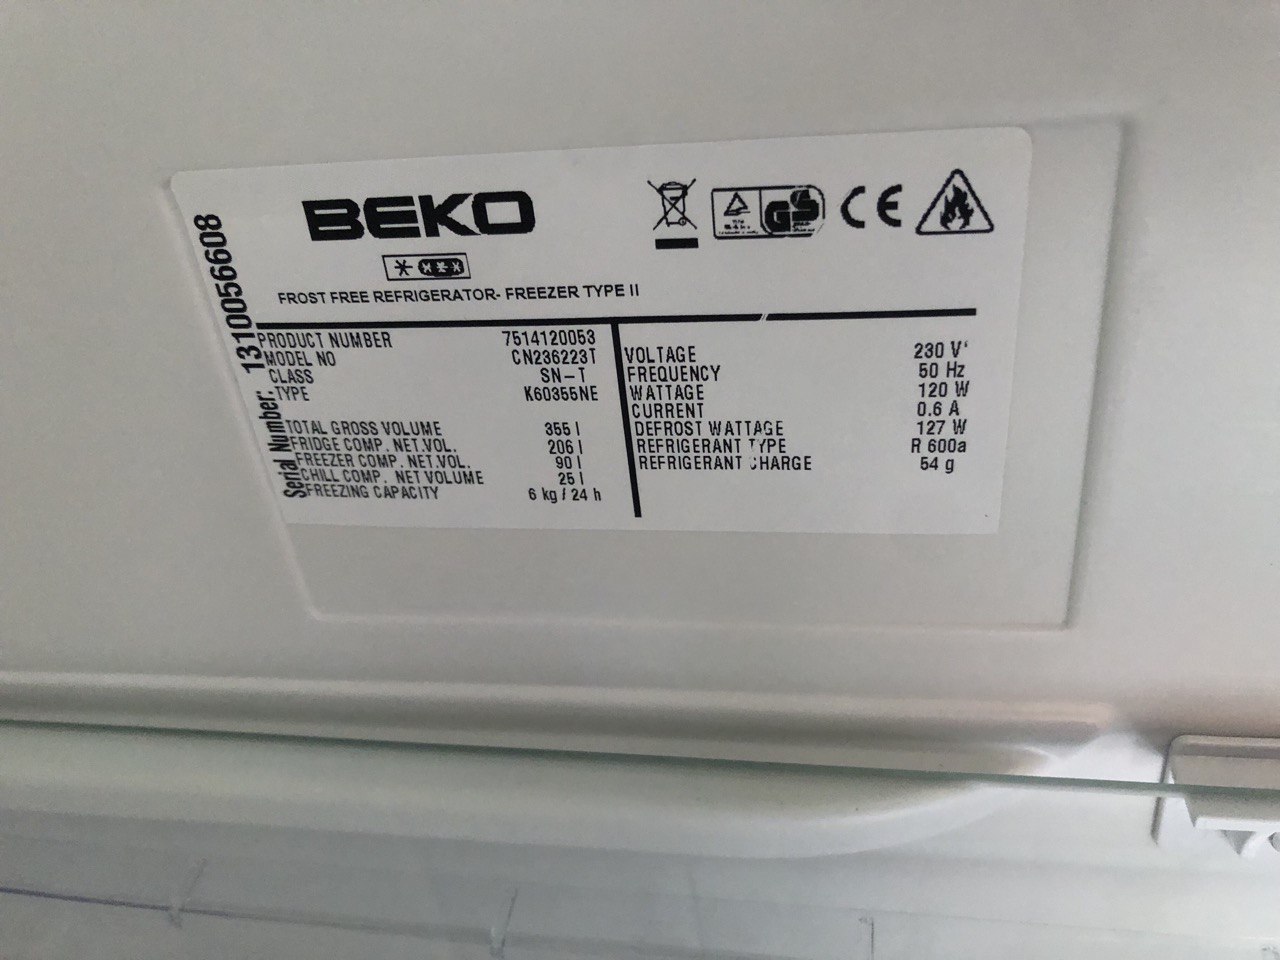 BEKO
FROST FREE REFRIGERATOR- FREEZER TYPE II
Serial Number: 1310056608
PRODUCT NUMBER 7514120053
MODEL NO CN236223T
CLASS SN-T
TYPE K60355NE
TOTAL GROSS VOLUME 355 l
FRIDGE COMP. NET.VOL. 206 l
FREEZER COMP. NET.VOL. 90 l
CHILL COMP. NET VOLUME 25 l
FREEZING CAPACITY 6 kg / 24 h
VOLTAGE 230 V
FREQUENCY 50 Hz
WATTAGE 120 W
CURRENT 0.6 A
DEFROST WATTAGE 127 W
REFRIGERANT TYPE R 600a
REFRIGERANT CHARGE 54 g
GS
CE